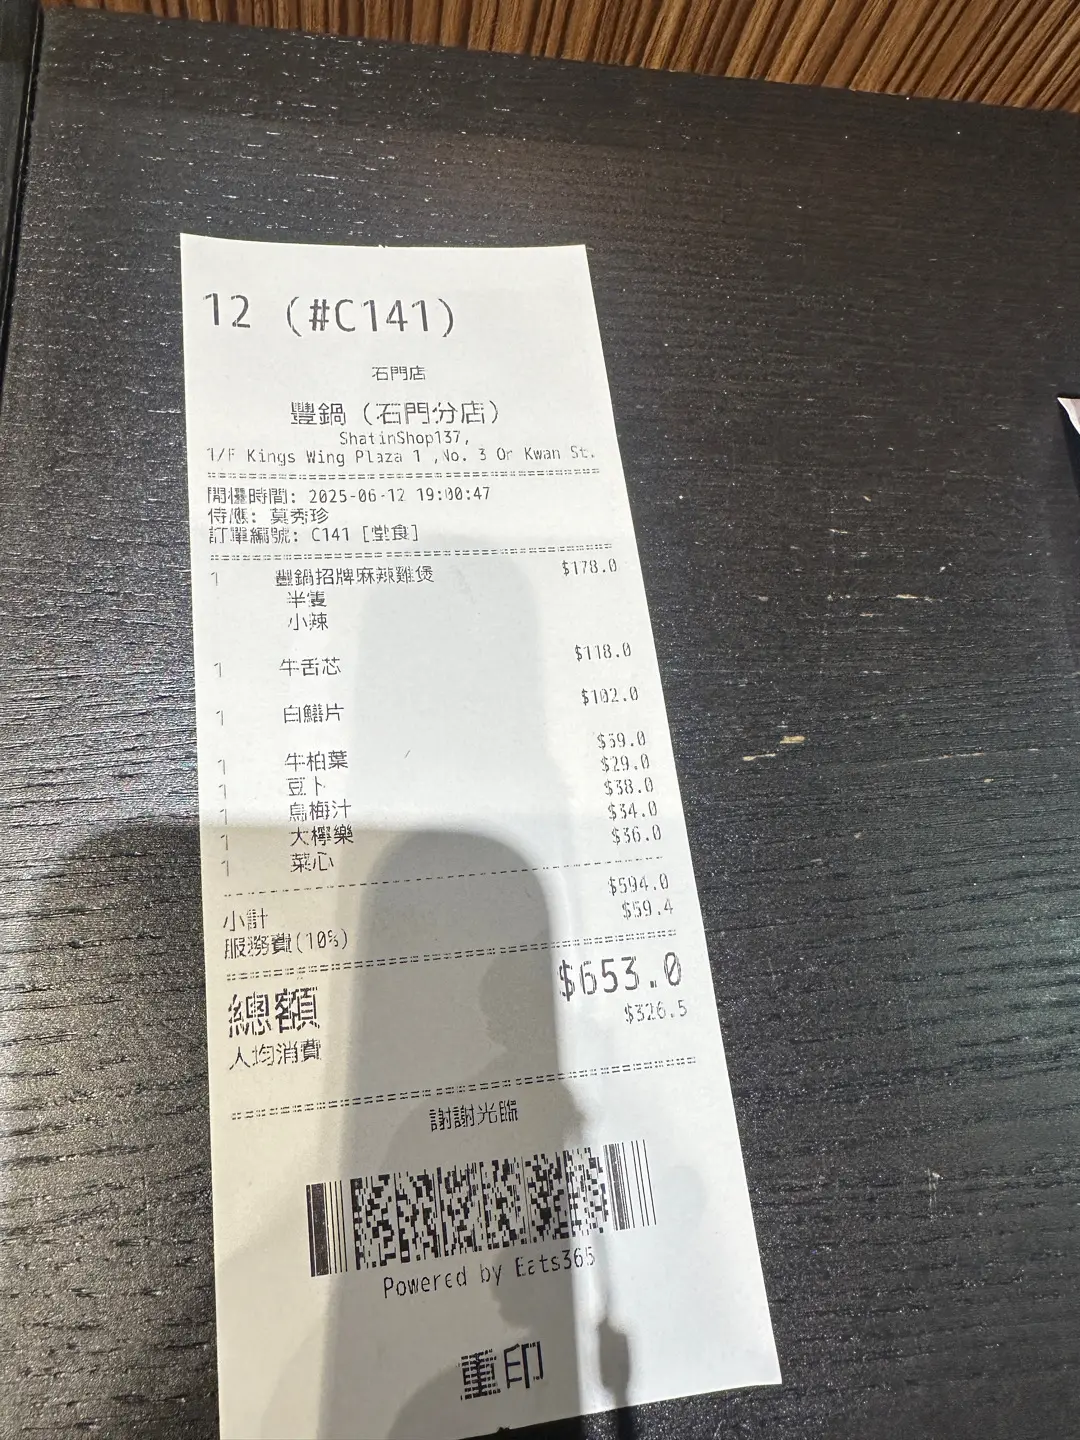 12 (#C141)
石門店
豐鍋 (石門分店)
ShatinShop137,
1/F Kings Wing Plaza 1 ,No. 3 On Kwan St.
開檯時間: 2025-06-12 19:00:47
侍應: 莫秀珍
訂單編號: C141 [堂食]
1 豐鍋招牌麻辣雞煲 $178.0
半隻
小辣
1 牛舌芯 $118.0
1 白鱔片 $102.0
1 牛柏葉 $59.0
1 豆卜 $29.0
1 烏梅汁 $38.0
1 大檸樂 $34.0
1 菜心 $36.0
小計 $594.0
服務費(10%) $59.4
總額 $653.0
人均消費 $326.5
謝謝光臨
Powered by Eats365
重印